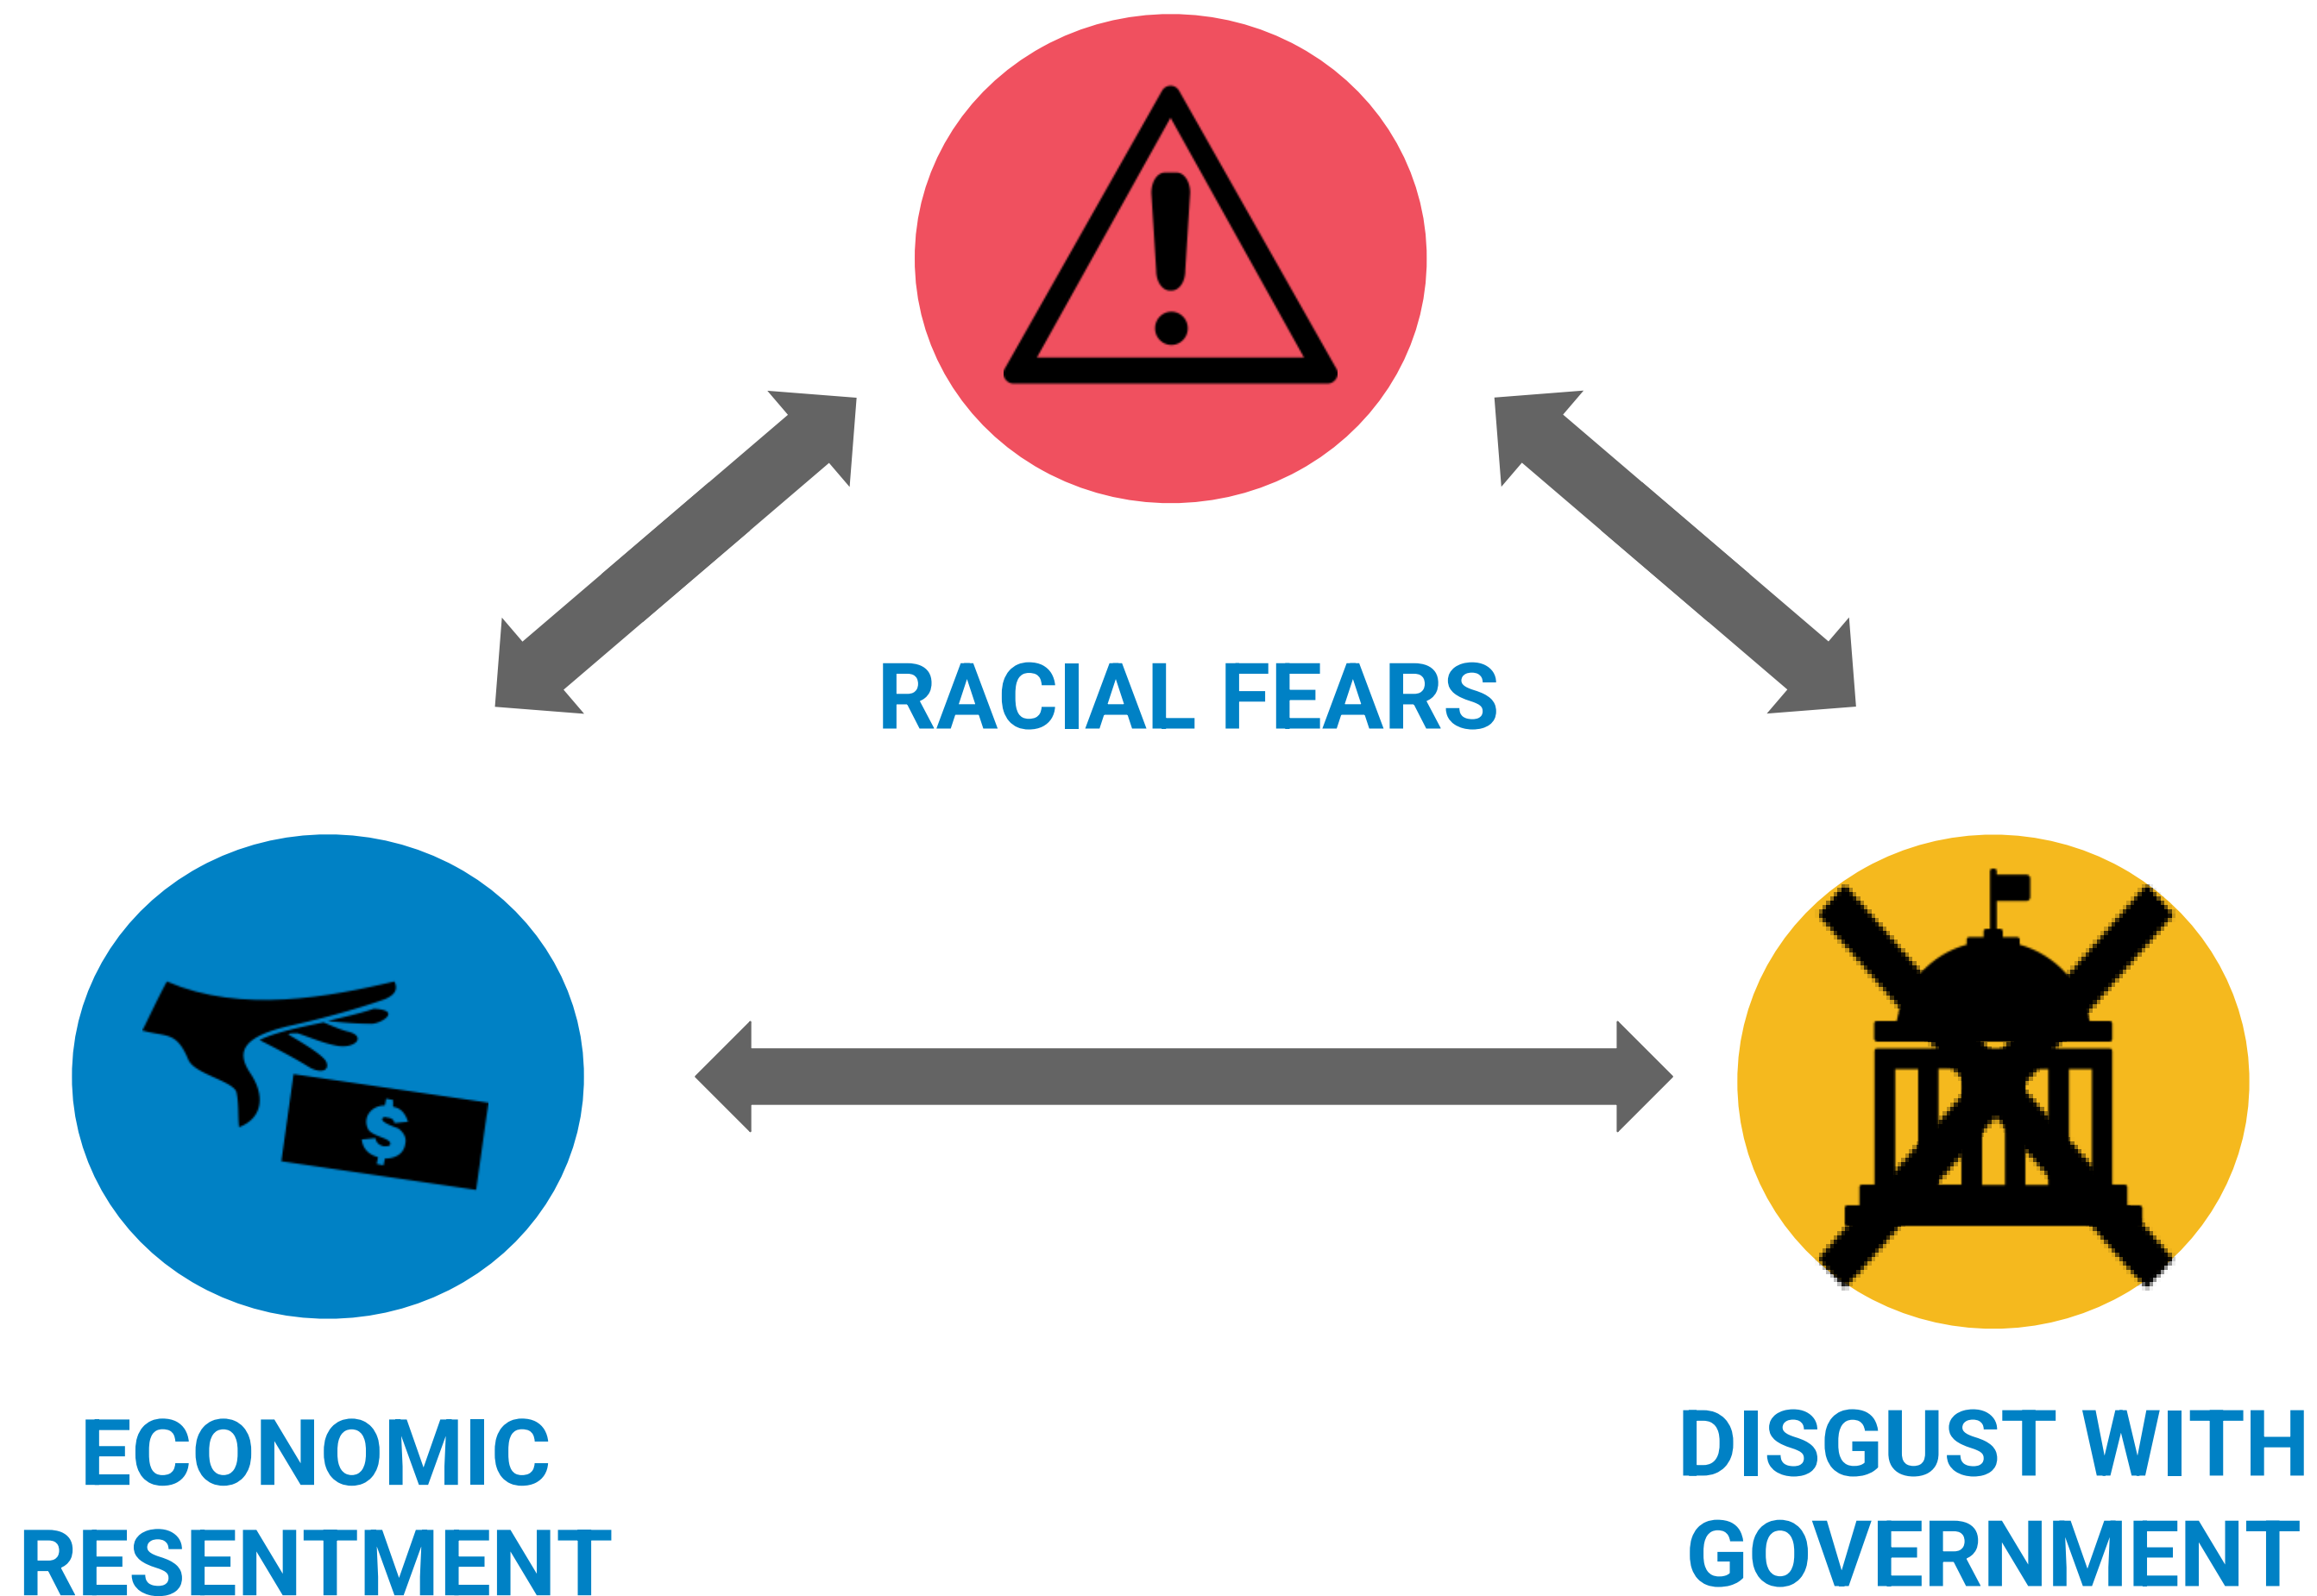 RACIAL FEARS
$
ECONOMIC
RESENTMENT
DISGUST WITH
GOVERNMENT